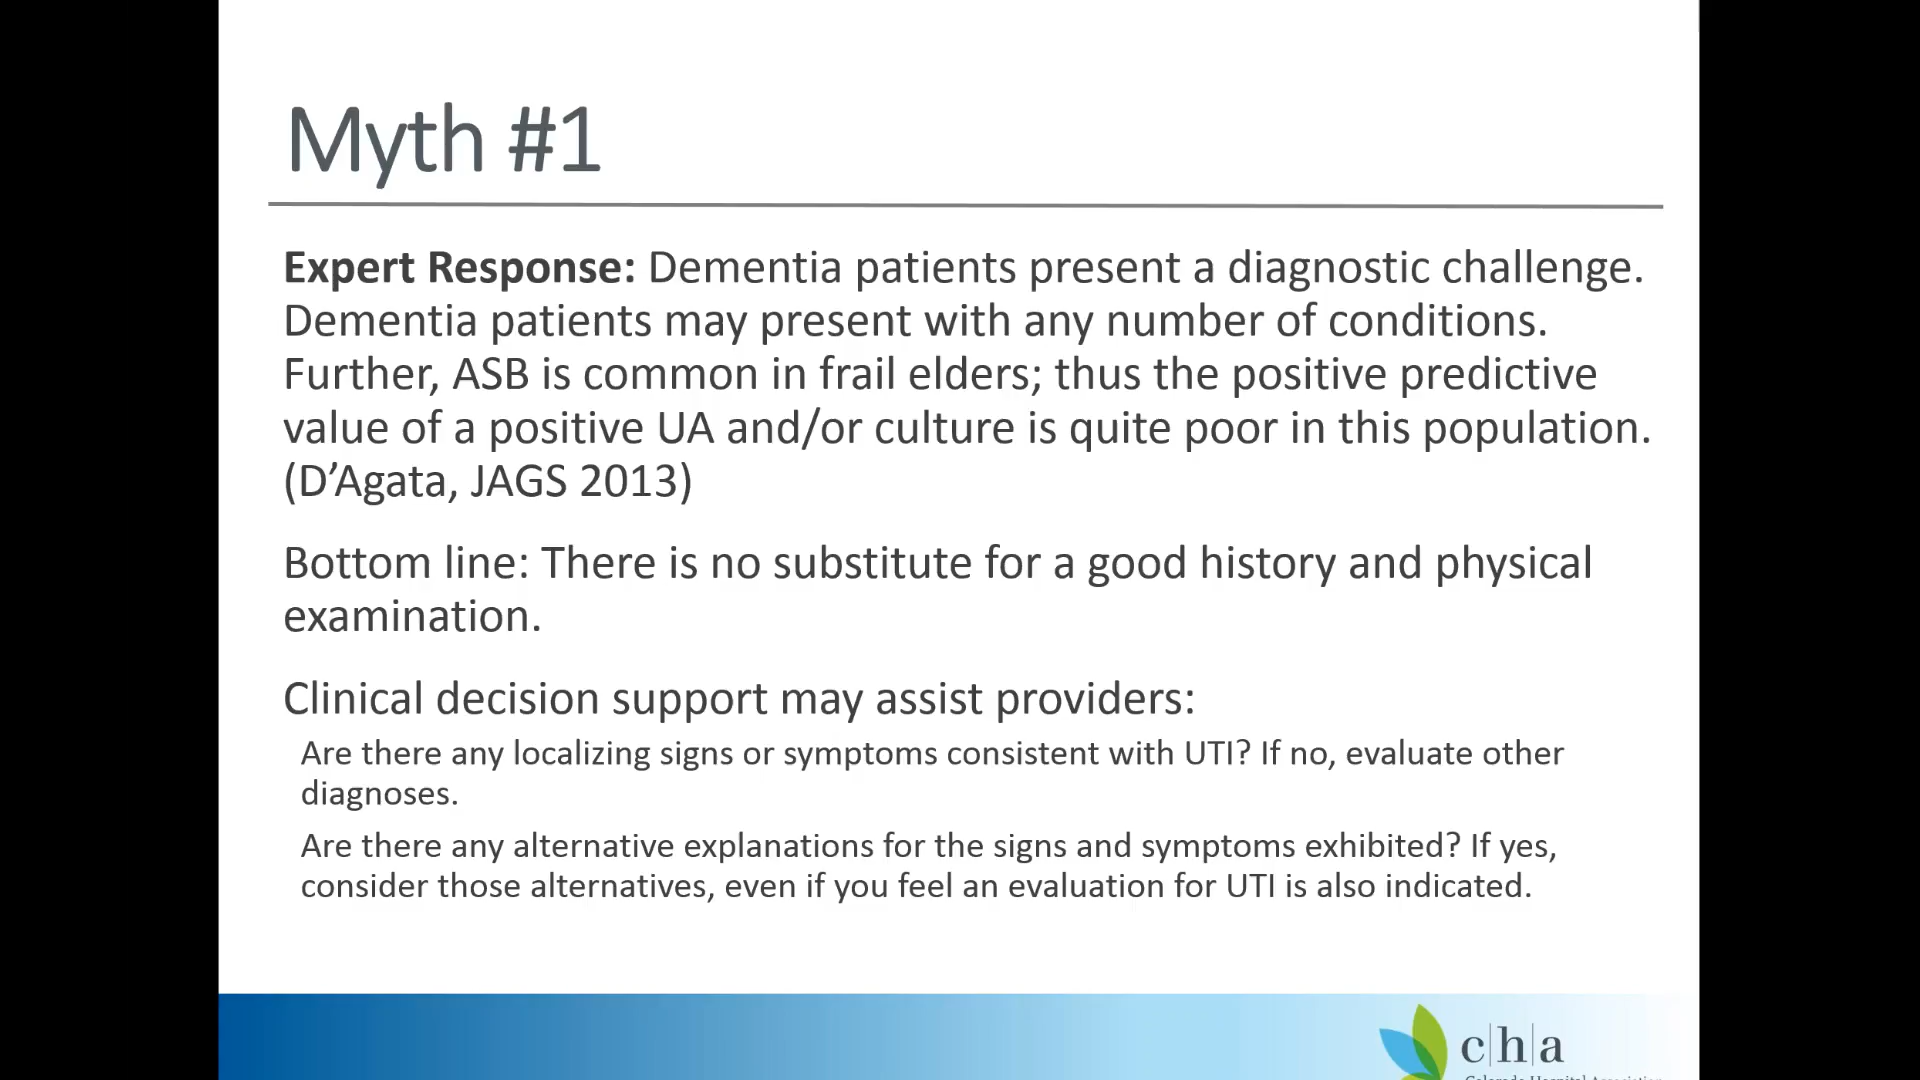 Myth #1
Expert Response: Dementia patients present a diagnostic challenge.
Dementia patients may present with any number of conditions.
Further, ASB is common in frail elders; thus the positive predictive
value of a positive UA and/or culture is quite poor in this population.
(D’Agata, JAGS 2013)
Bottom line: There is no substitute for a good history and physical
examination.
Clinical decision support may assist providers:
Are there any localizing signs or symptoms consistent with UTI? If no, evaluate other
diagnoses.
Are there any alternative explanations for the signs and symptoms exhibited? If yes,
consider those alternatives, even if you feel an evaluation for UTI is also indicated.
c|h|a
Colorado Hospital Association